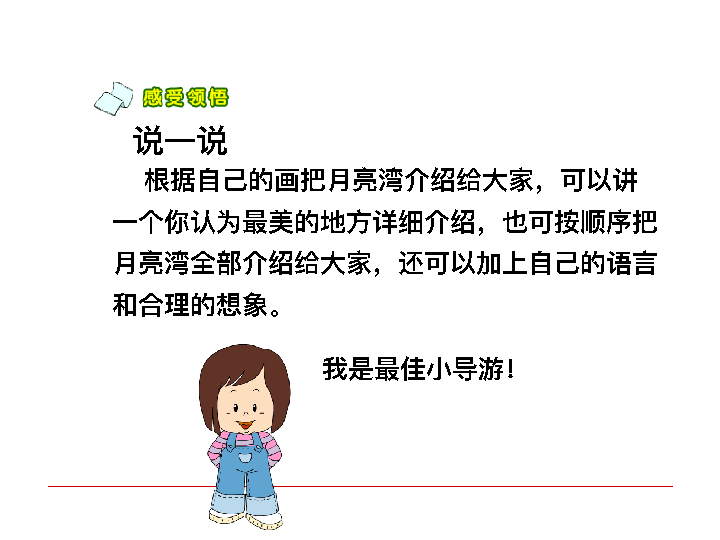 感受领悟
说一说
根据自己的画把月亮湾介绍给大家，可以讲
一个你认为最美的地方详细介绍，也可按顺序把
月亮湾全部介绍给大家，还可以加上自己的语言
和合理的想象。
我是最佳小导游！